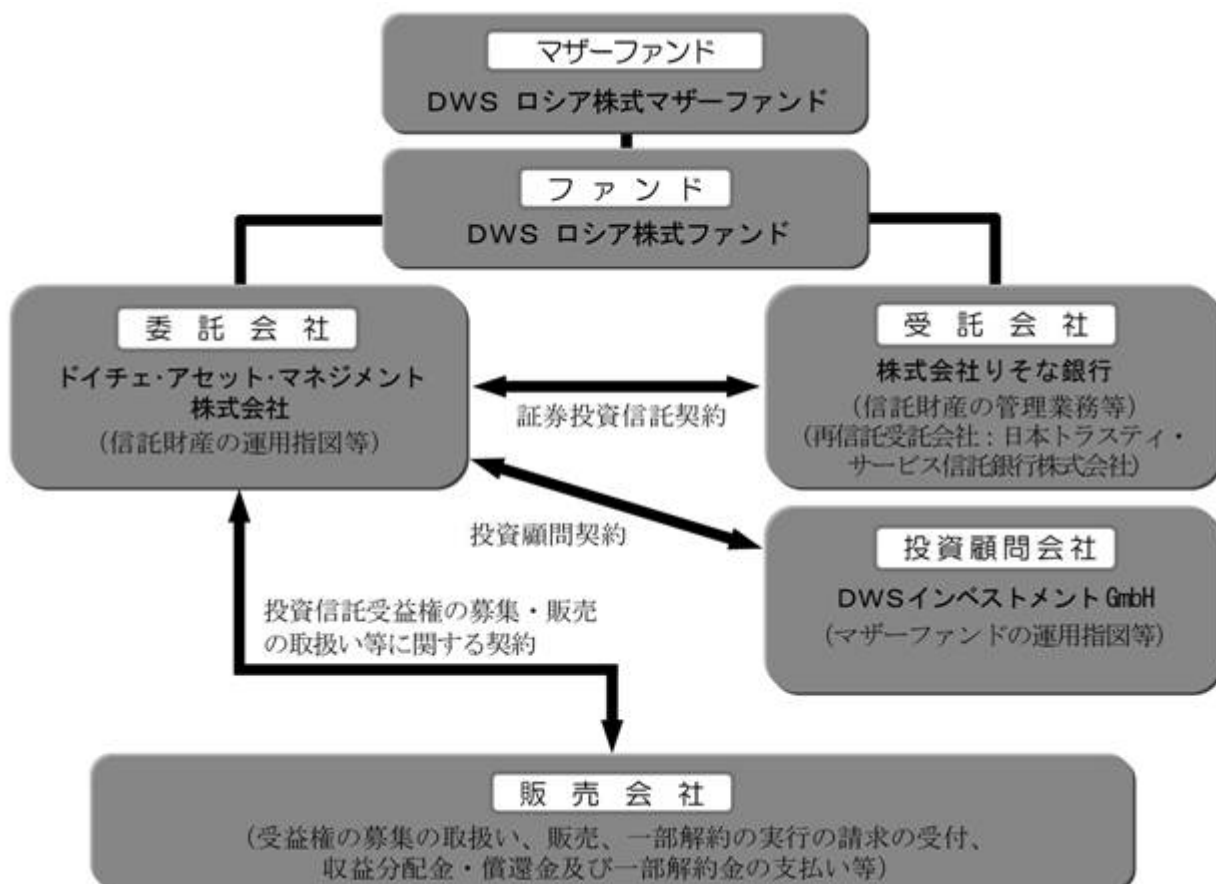 マザーファンド
DWS ロシア株式マザーファンド
ファンド
DWS ロシア株式ファンド
委託会社
ドイチェ・アセット・マネジメント
株式会社
(信託財産の運用指図等)
証券投資信託契約
受託会社
株式会社りそな銀行
(信託財産の管理業務等)
(再信託受託会社:日本トラスティ・
サービス信託銀行株式会社)
投資顧問契約
投資顧問会社
DWSインベストメントGmbH
(マザーファンドの運用指図等)
投資信託受益権の募集・販売
の取扱い等に関する契約
販売会社
(受益権の募集の取扱い、販売、一部解約の実行の請求の受付、
収益分配金・償還金及び一部解約金の支払い等)